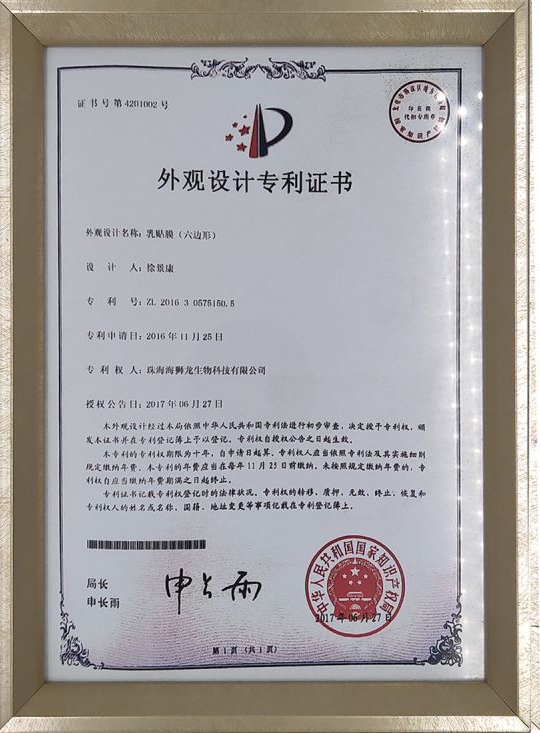 证书号第4201002号
外观设计专利证书
外观设计名称：乳贴膜（六边形）
设 计 人：徐景康
专 利 号：ZL 2016 3 0575150.5
专利申请日：2016年11月25日
专 利 权 人：珠海海狮龙生物科技有限公司
授权公告日：2017年06月27日
本外观设计经过本局依照中华人民共和国专利法进行初步审查，决定授予专利权，颁
发本证书并在专利登记簿上予以登记。专利权自授权公告之日起生效。
本专利的专利权期限为十年，自申请日起算。专利权人应当依照专利法及其实施细则
规定缴纳年费。本专利的年费应当在每年11月25日前缴纳。未按照规定缴纳年费的，专
利权自应当缴纳年费期满之日起终止。
专利证书记载专利权登记时的法律状况。专利权的转移、质押、无效、终止、恢复和
专利权人的姓名或名称、国籍、地址变更等事项记载在专利登记簿上。
局长
申长雨
申长雨
中华人民共和国国家知识产权局
2017年06月27日
第1页（共1页）